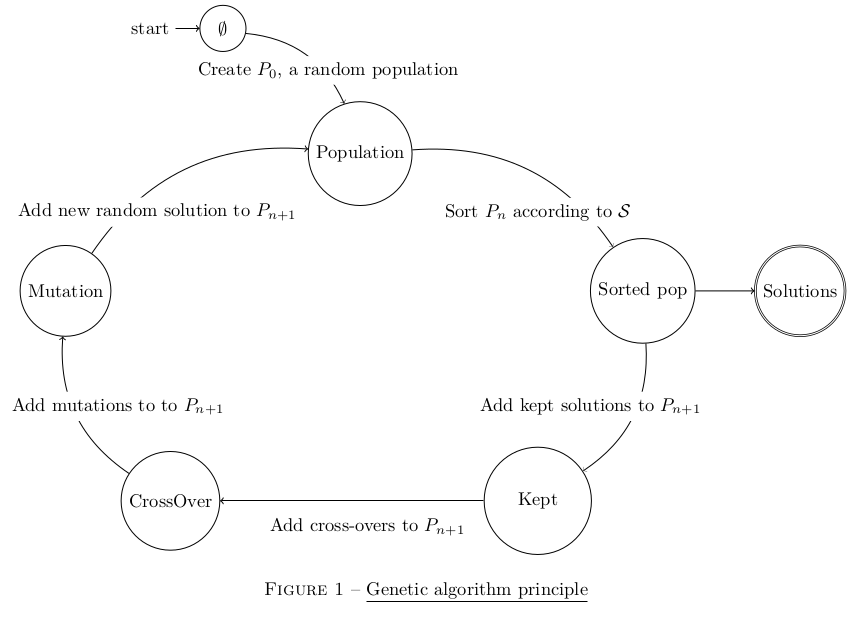 start
∅
Create P₀, a random population
Population
Add new random solution to Pₙ₊₁
Sort Pₙ according to 𝒮
Mutation
Sorted pop
Solutions
Add mutations to to Pₙ₊₁
Add kept solutions to Pₙ₊₁
CrossOver
Kept
Add cross-overs to Pₙ₊₁
FIGURE 1 – Genetic algorithm principle